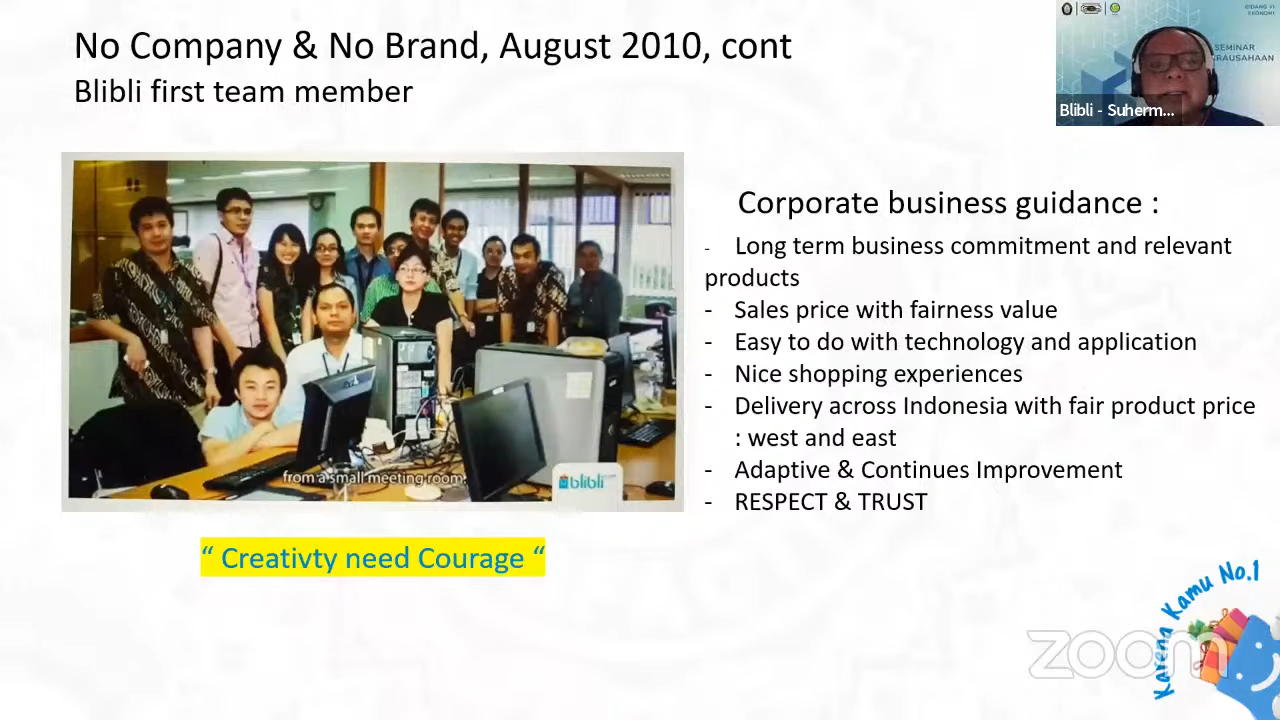 No Company & No Brand, August 2010, cont
Blibli first team member
BIDANG VI
EKONOMI
SEMINAR
RAUSAHAAN
Blibli - Suherm...
from a small meeting room.
blibli
“ Creativty need Courage “
Corporate business guidance :
- Long term business commitment and relevant
products
- Sales price with fairness value
- Easy to do with technology and application
- Nice shopping experiences
- Delivery across Indonesia with fair product price
: west and east
- Adaptive & Continues Improvement
- RESPECT & TRUST
Karena Kamu No.1
zoom